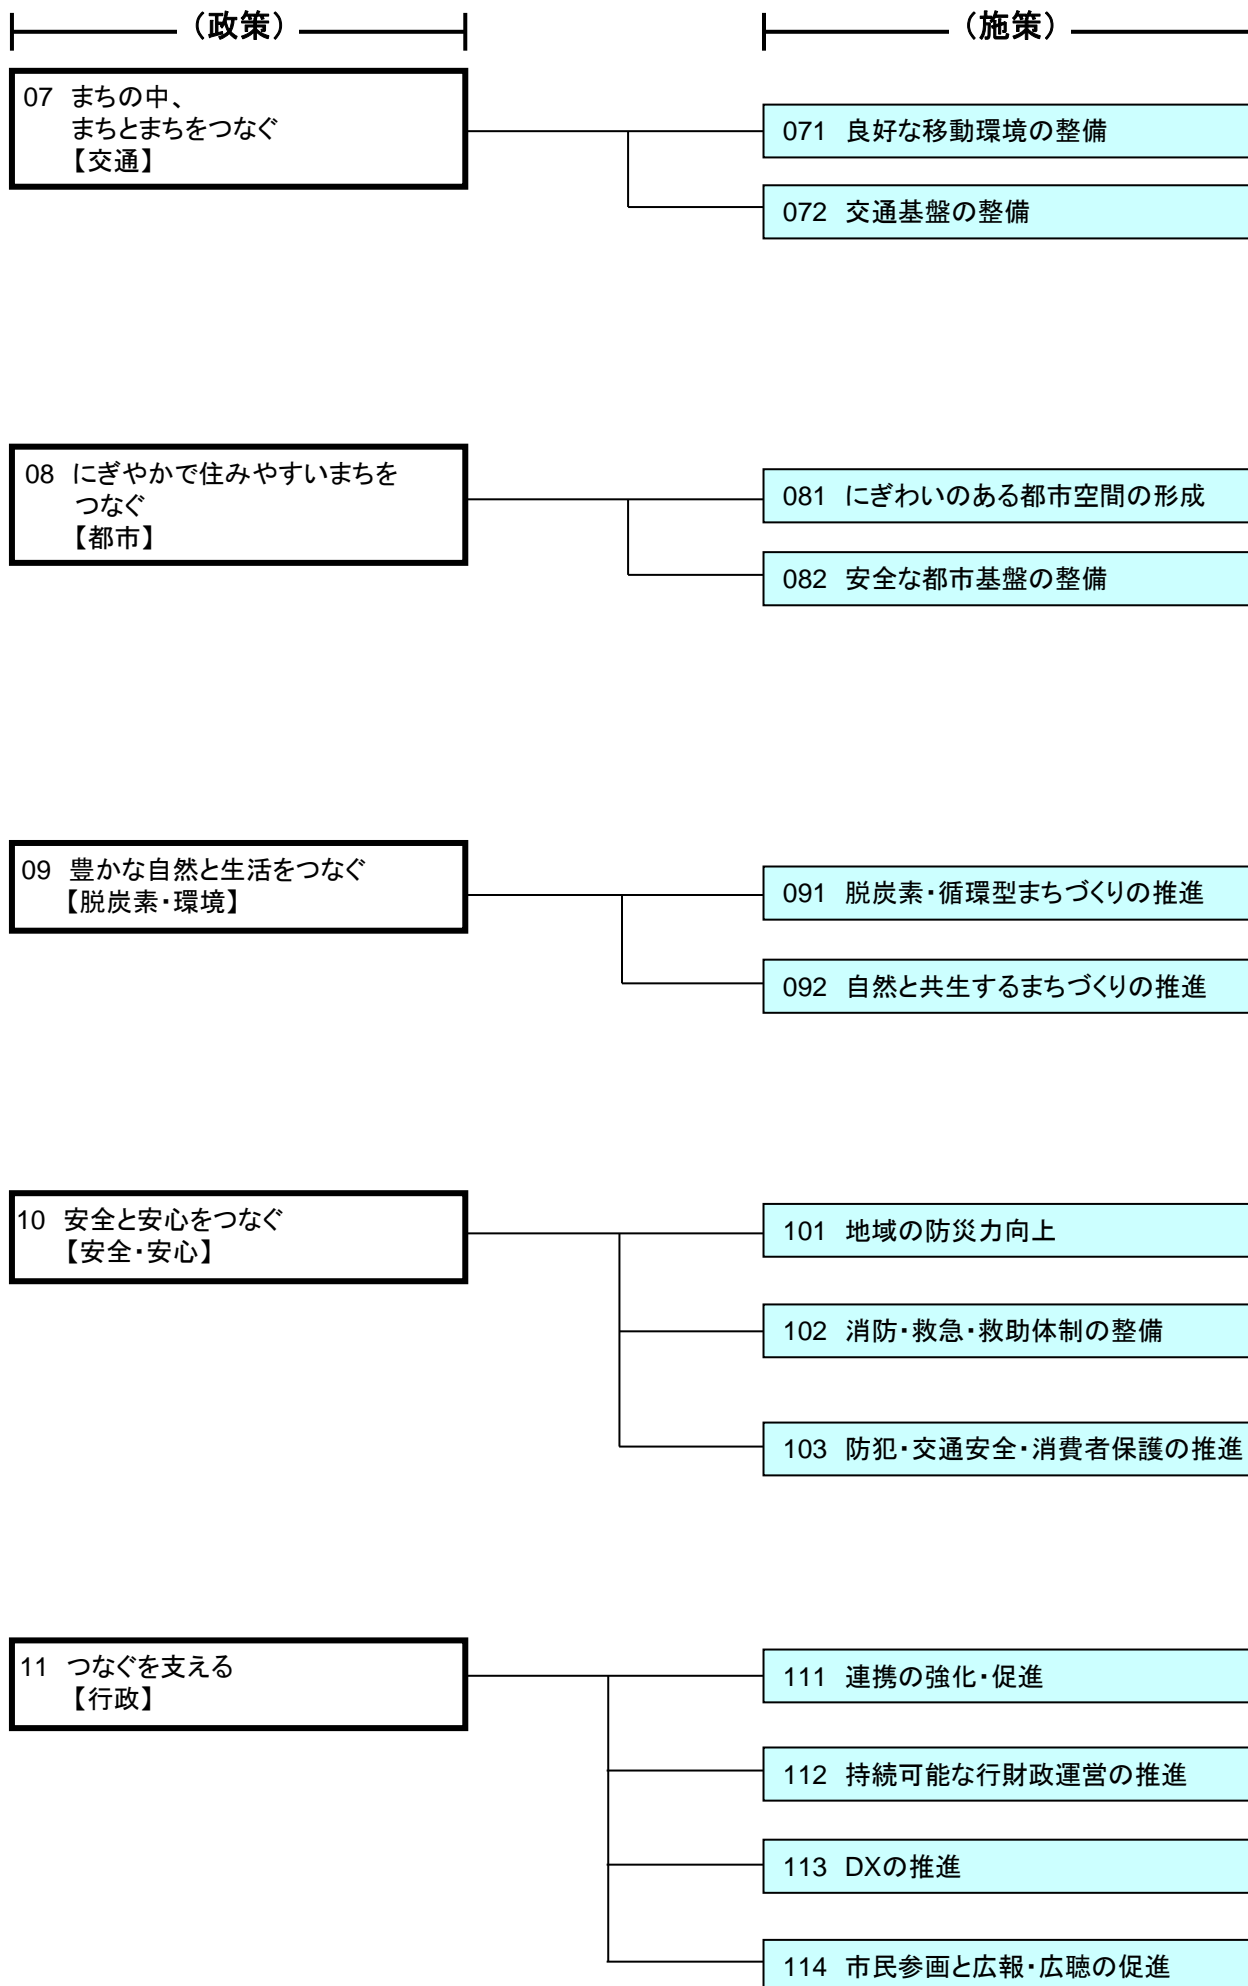 （政策）
（施策）
07 まちの中、
まちとまちをつなぐ
【交通】
071 良好な移動環境の整備
072 交通基盤の整備
08 にぎやかで住みやすいまちを
つなぐ
【都市】
081 にぎわいのある都市空間の形成
082 安全な都市基盤の整備
09 豊かな自然と生活をつなぐ
【脱炭素・環境】
091 脱炭素・循環型まちづくりの推進
092 自然と共生するまちづくりの推進
10 安全と安心をつなぐ
【安全・安心】
101 地域の防災力向上
102 消防・救急・救助体制の整備
103 防犯・交通安全・消費者保護の推進
11 つなぐを支える
【行政】
111 連携の強化・促進
112 持続可能な行財政運営の推進
113 DXの推進
114 市民参画と広報・広聴の促進